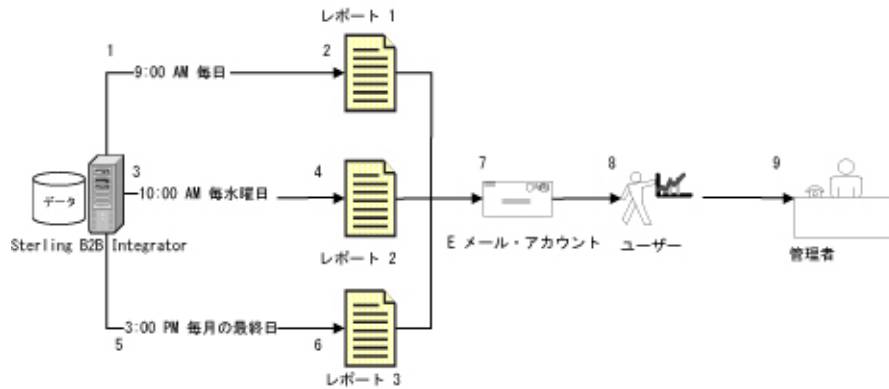 レポート 1
1
2
9:00 AM 毎日
3
4
7
8
9
データ
10:00 AM 毎水曜日
Sterling B2B Integrator
レポート 2
E メール・アカウント
ユーザー
管理者
3:00 PM 毎月の最終日
5
6
レポート 3